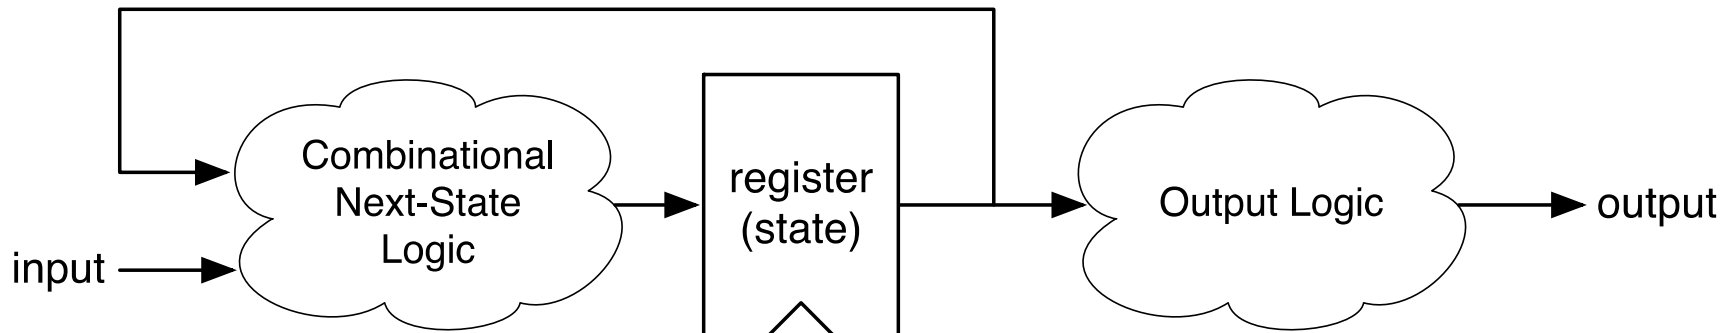 Combinational
Next-State
Logic
register
(state)
Output Logic
output
input